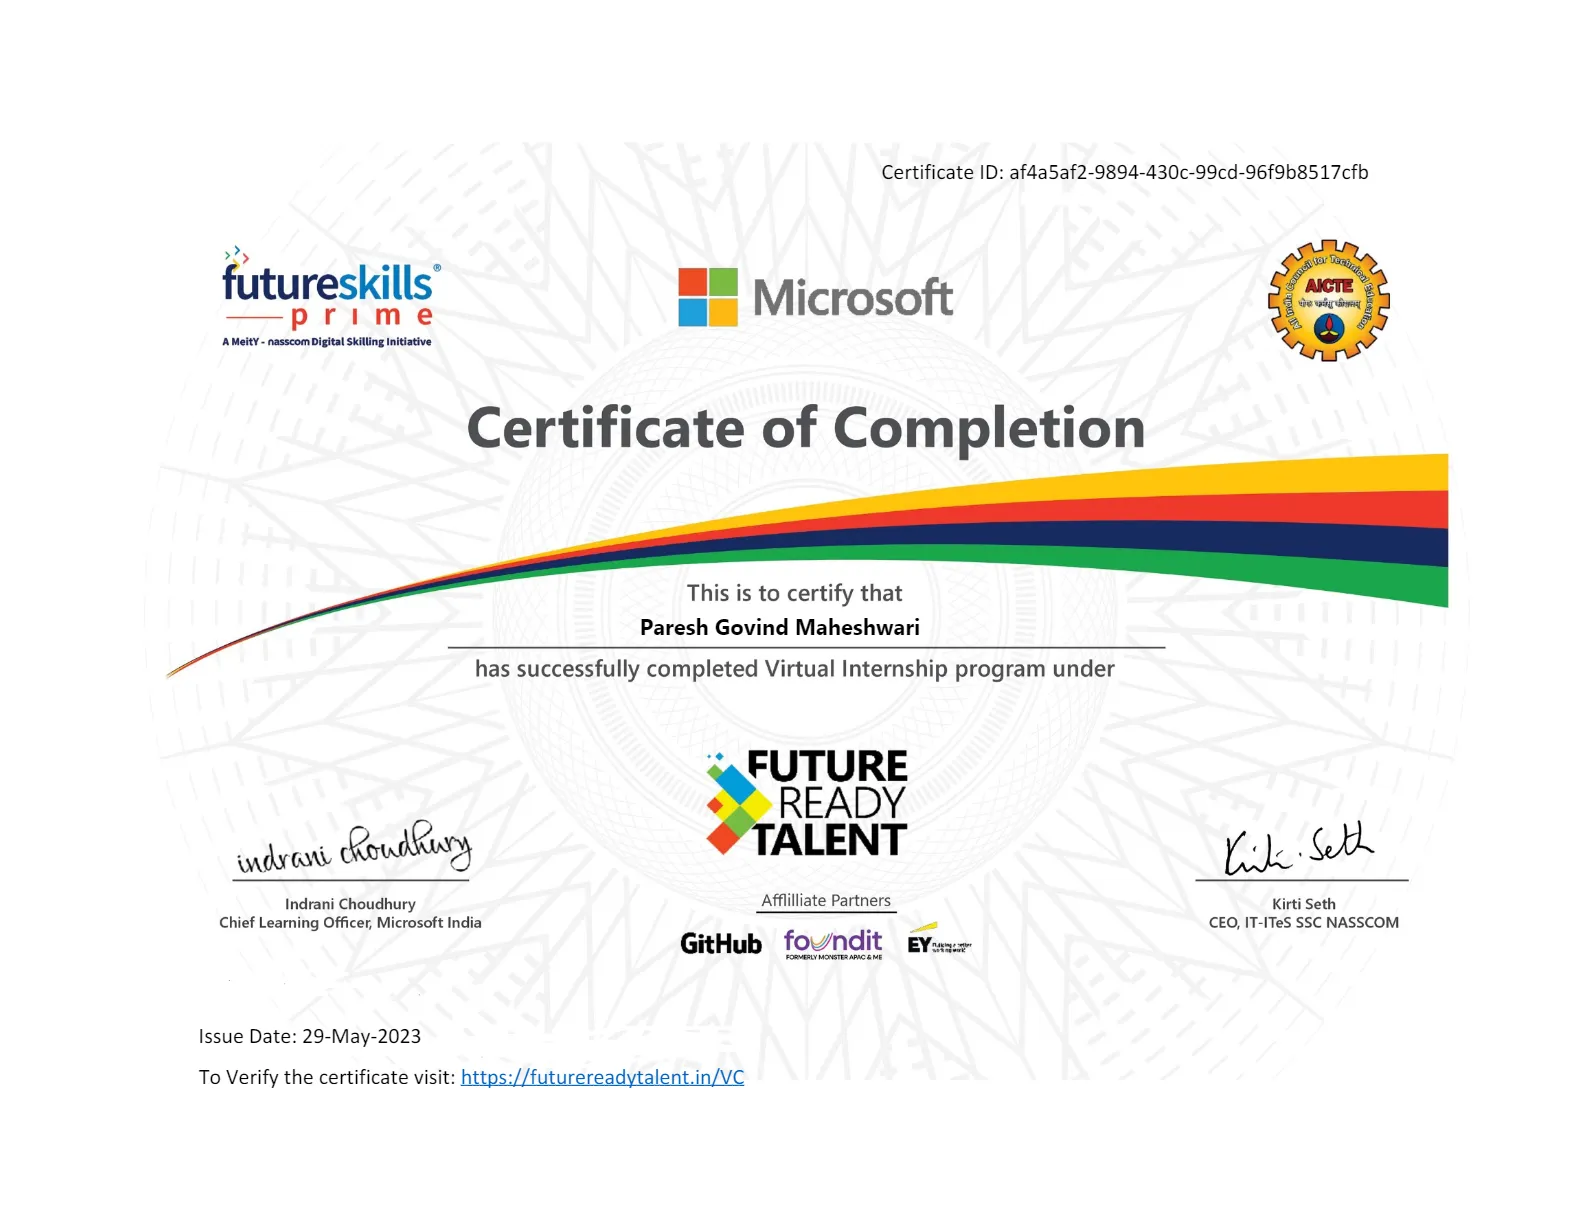 Certificate ID: af4a5af2-9894-430c-99cd-96f9b8517cfb
futureskills®
prime
A MeitY - nasscom Digital Skilling Initiative
Microsoft
All India Council for Technical Education
AICTE
Certificate of Completion
This is to certify that
Paresh Govind Maheshwari
has successfully completed Virtual Internship program under
FUTURE
READY
TALENT
indrani choudhury
Indrani Choudhury
Chief Learning Officer, Microsoft India
Kirti Seth
Kirti Seth
CEO, IT-ITeS SSC NASSCOM
Afflilliate Partners
GitHub
foundit
FORMERLY MONSTER APAC & ME
EY
Building a better
working world
Issue Date: 29-May-2023
To Verify the certificate visit: https://futurereadytalent.in/VC